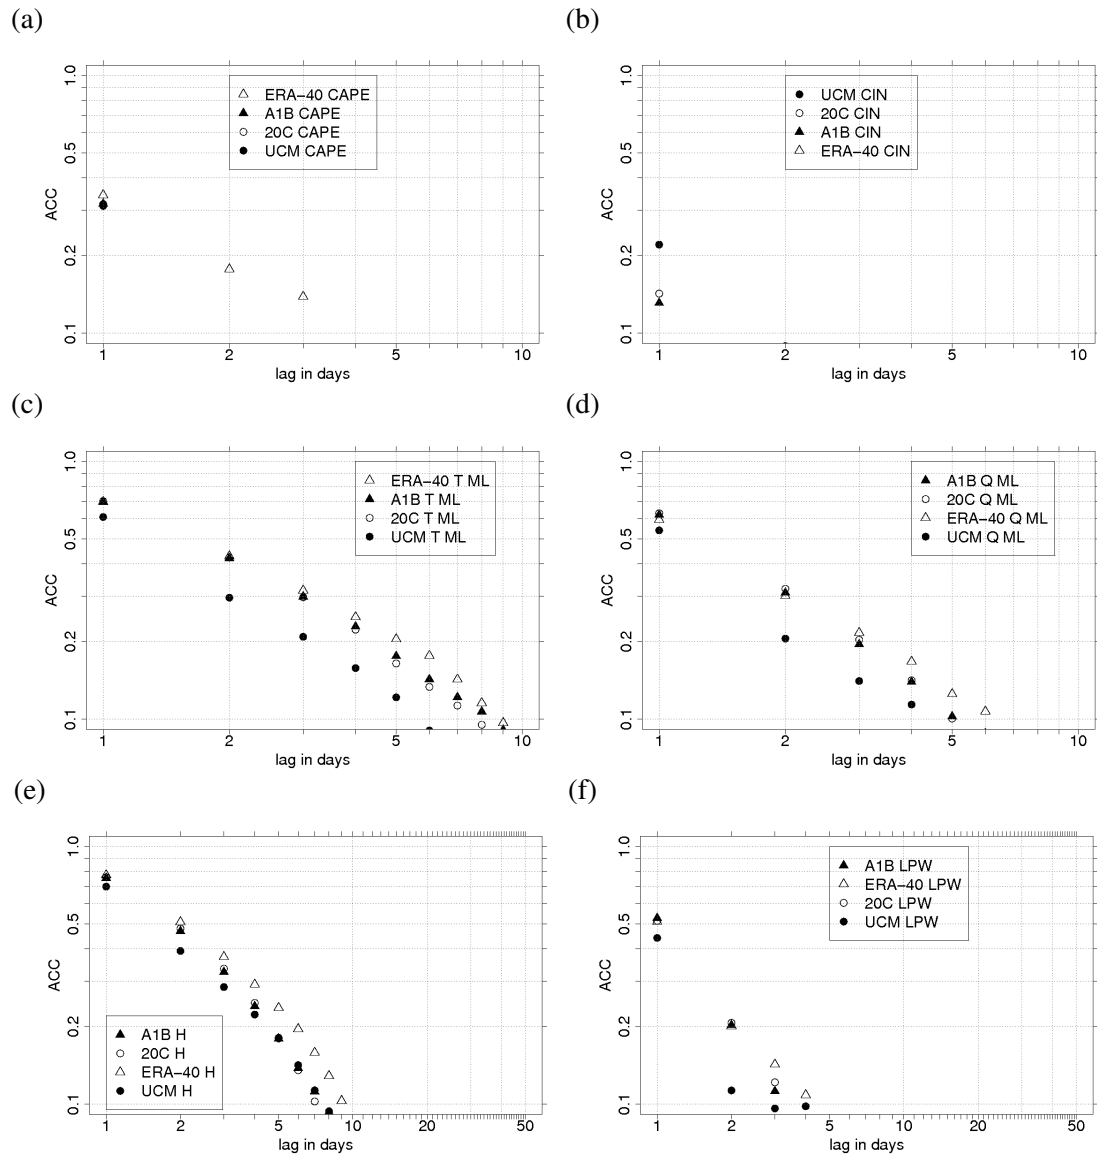 (a)
1.0
0.5
0.2
0.1
ACC
ERA−40 CAPE
A1B CAPE
20C CAPE
UCM CAPE
1 2 5 10
lag in days
(b)
1.0
0.5
0.2
0.1
ACC
UCM CIN
20C CIN
A1B CIN
ERA−40 CIN
1 2 5 10
lag in days
(c)
1.0
0.5
0.2
0.1
ACC
ERA−40 T ML
A1B T ML
20C T ML
UCM T ML
1 2 5 10
lag in days
(d)
1.0
0.5
0.2
0.1
ACC
A1B Q ML
20C Q ML
ERA−40 Q ML
UCM Q ML
1 2 5 10
lag in days
(e)
1.0
0.5
0.2
0.1
ACC
A1B H
20C H
ERA−40 H
UCM H
1 2 5 10 20 50
lag in days
(f)
1.0
0.5
0.2
0.1
ACC
A1B LPW
ERA−40 LPW
20C LPW
UCM LPW
1 2 5 10 20 50
lag in days